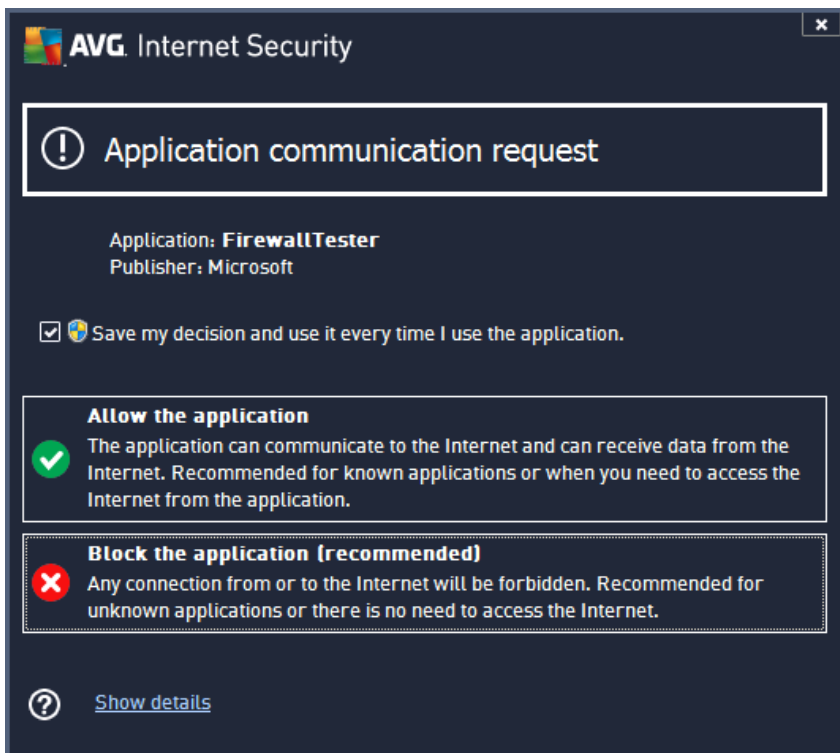 AVG. Internet Security
Application communication request
Application: FirewallTester
Publisher: Microsoft
Save my decision and use it every time I use the application.
Allow the application
The application can communicate to the Internet and can receive data from the
Internet. Recommended for known applications or when you need to access the
Internet from the application.
Block the application (recommended)
Any connection from or to the Internet will be forbidden. Recommended for
unknown applications or there is no need to access the Internet.
Show details